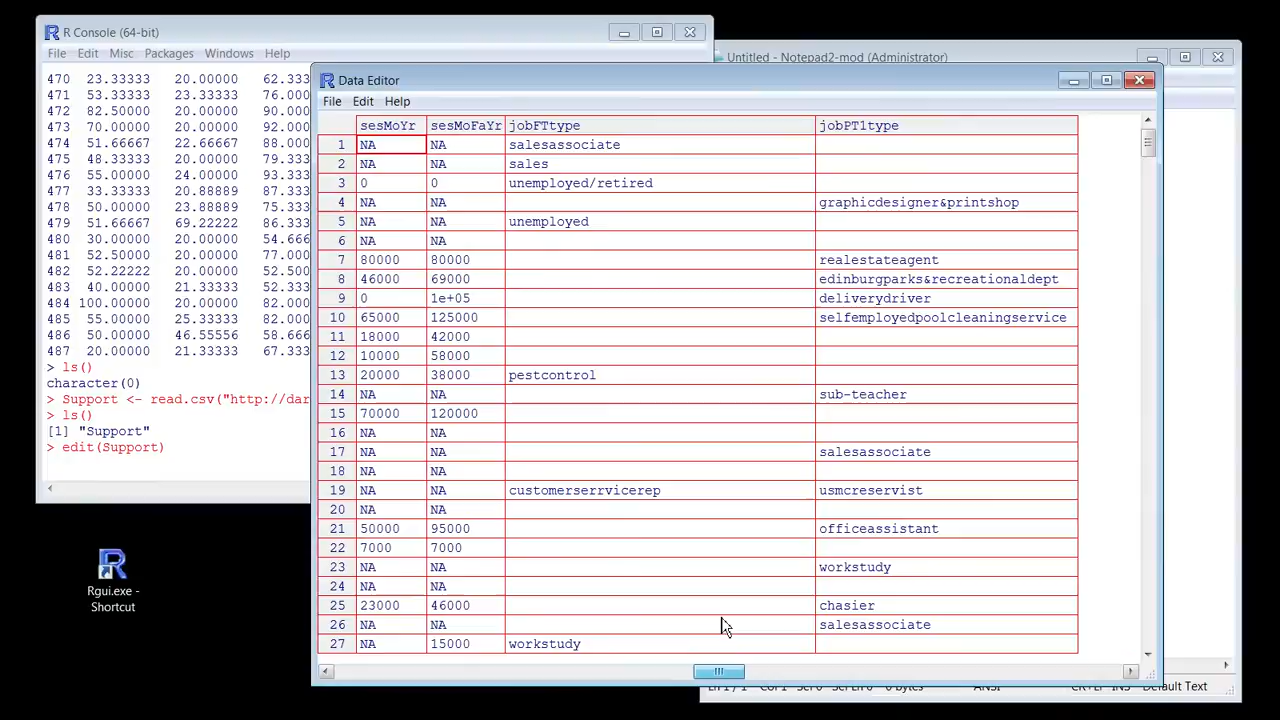 R Console (64-bit)
File Edit Misc Packages Windows Help
470 23.33333 20.00000 62.333
471 53.33333 23.33333 76.000
472 82.50000 20.00000 90.000
473 70.00000 20.00000 92.000
474 51.66667 22.66667 88.000
475 48.33333 20.00000 79.333
476 55.00000 24.00000 93.333
477 33.33333 20.88889 87.333
478 50.00000 23.88889 75.333
479 51.66667 69.22222 86.333
480 30.00000 20.00000 54.666
481 52.50000 20.00000 77.000
482 52.22222 20.00000 52.500
483 40.00000 21.33333 52.333
484 100.00000 20.00000 82.000
485 55.00000 25.33333 82.000
486 50.00000 46.55556 58.666
487 20.00000 21.33333 67.333
> ls()
character(0)
> Support <- read.csv("http://dar
> ls()
[1] "Support"
> edit(Support)
Rgui.exe -
Shortcut
Untitled - Notepad2-mod (Administrator)
Data Editor
File Edit Help
sesMoYr sesMoFaYr jobFTtype jobPT1type
1 NA NA salesassociate
2 NA NA sales
3 0 0 unemployed/retired
4 NA NA graphicdesigner&printshop
5 NA NA unemployed
6 NA NA
7 80000 80000 realestateagent
8 46000 69000 edinburgparks&recreationaldept
9 0 1e+05 deliverydriver
10 65000 125000 selfemployedpoolcleaningservice
11 18000 42000
12 10000 58000
13 20000 38000 pestcontrol
14 NA NA sub-teacher
15 70000 120000
16 NA NA
17 NA NA salesassociate
18 NA NA
19 NA NA customerserrvicerep usmcreservist
20 NA NA
21 50000 95000 officeassistant
22 7000 7000
23 NA NA workstudy
24 NA NA
25 23000 46000 chasier
26 NA NA salesassociate
27 NA 15000 workstudy
Default Text